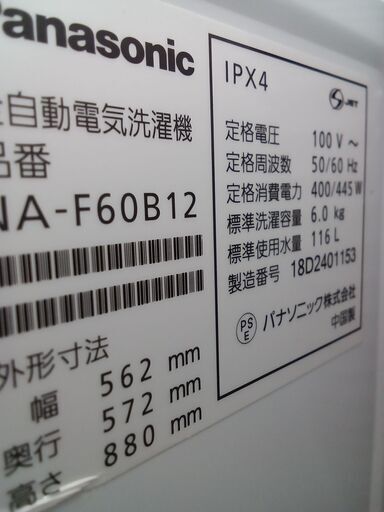 Panasonic
全自動電気洗濯機
品番
NA-F60B12
外形寸法
幅 562 mm
奥行 572 mm
高さ 880 mm
IPX4
JET
定格電圧 100 V ～
定格周波数 50/60 Hz
定格消費電力 400/445 W
標準洗濯容量 6.0 kg
標準使用水量 116 L
製造番号 18D2401153
PS
E
パナソニック株式会社
中国製